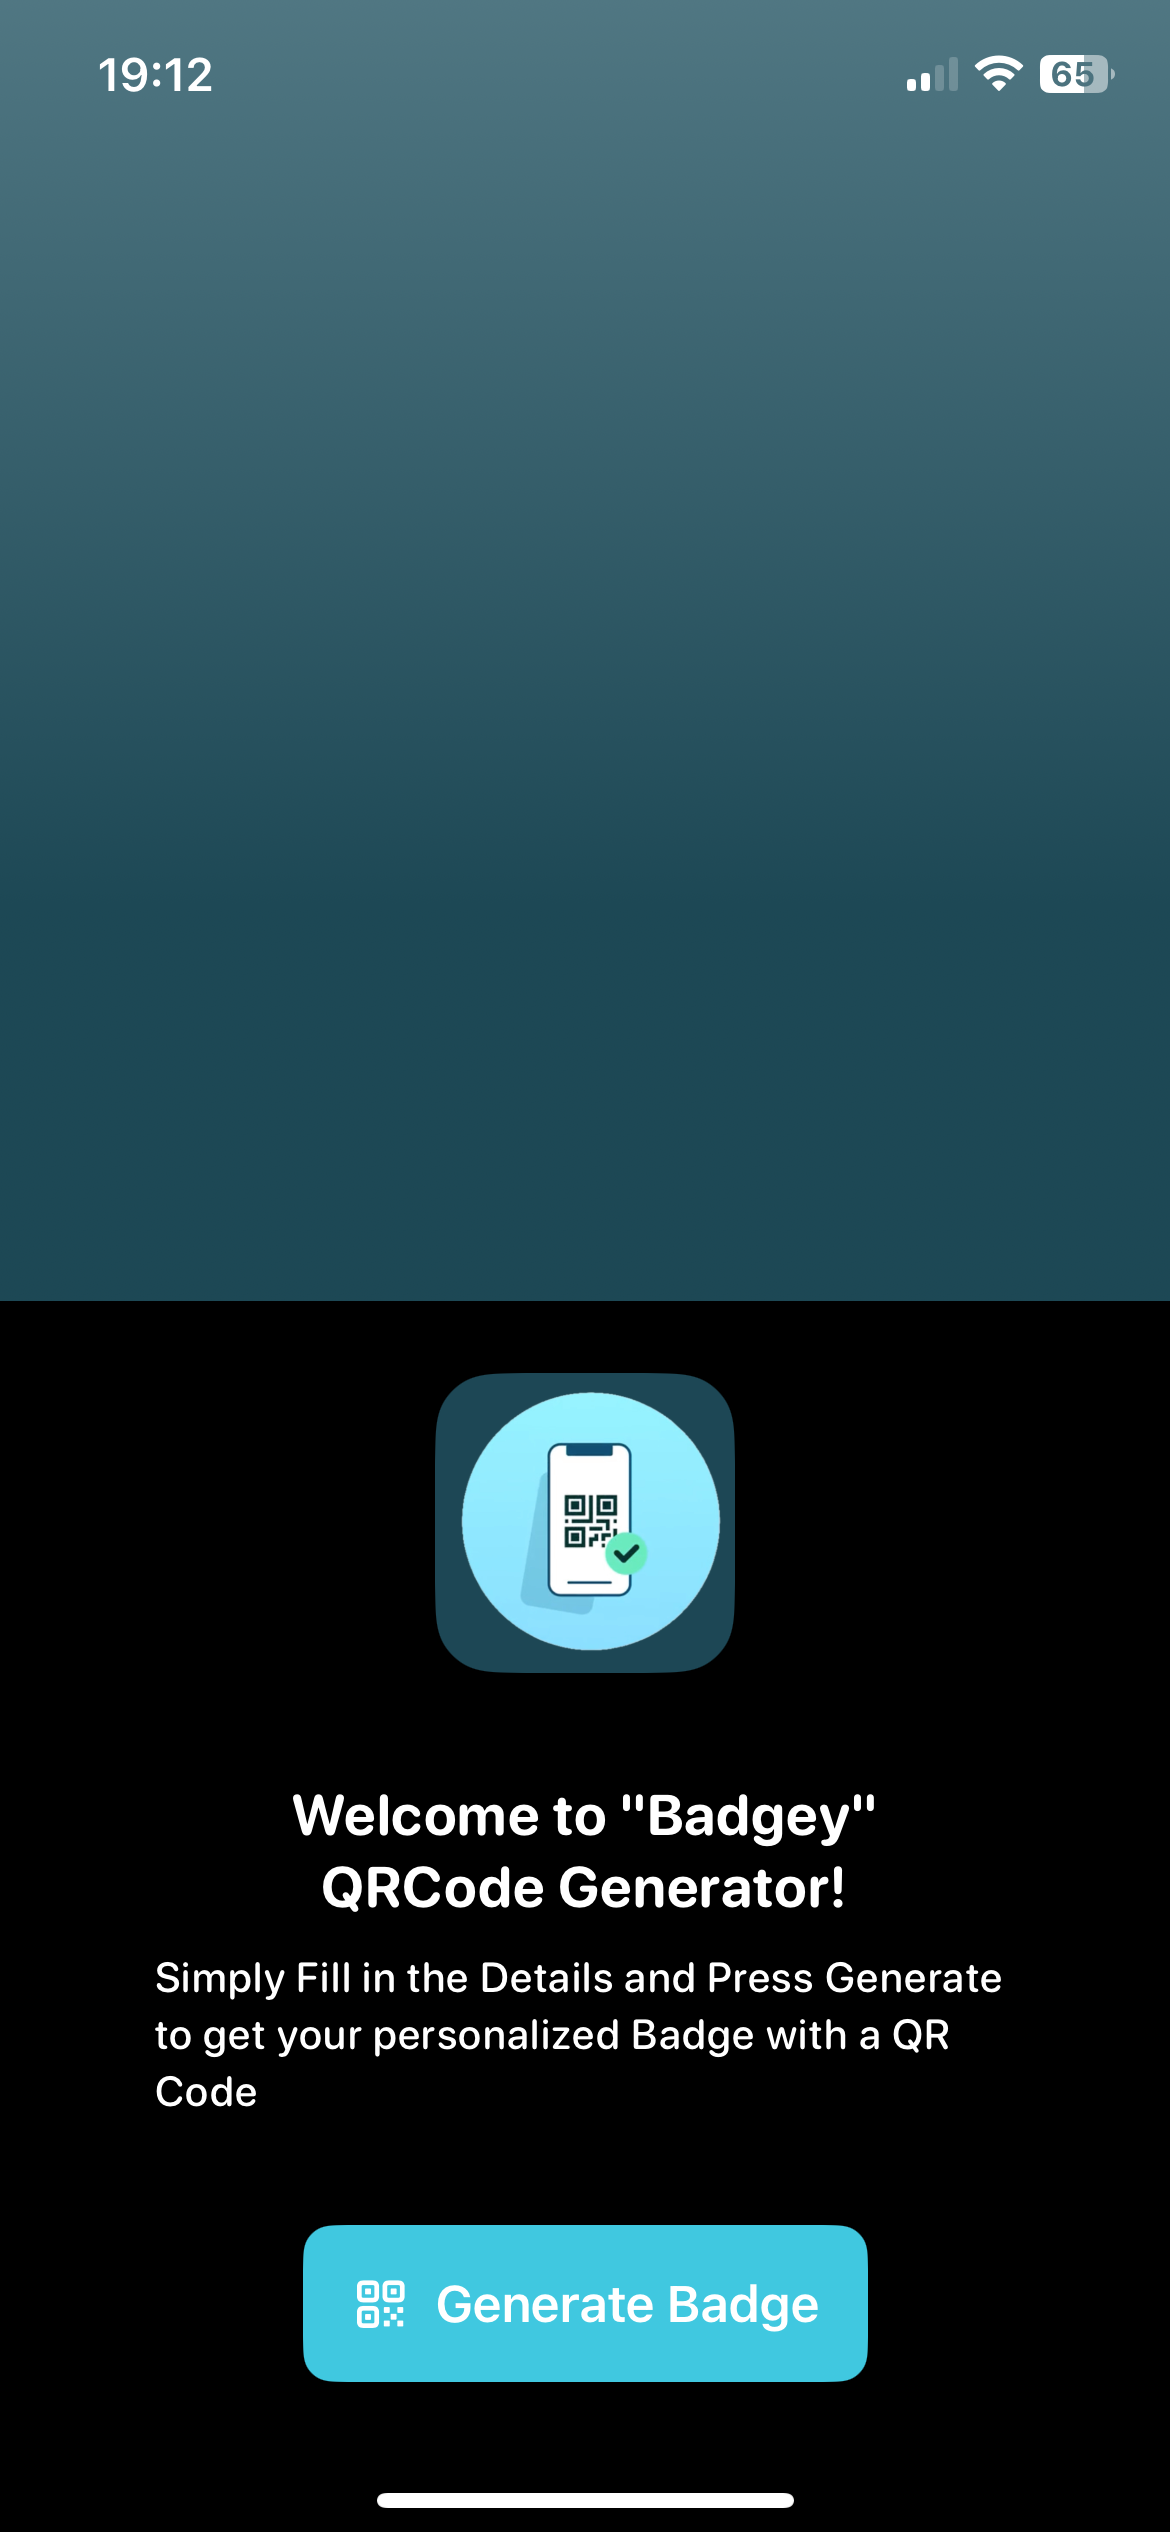 19:12
65
Welcome to "Badgey"
QRCode Generator!
Simply Fill in the Details and Press Generate
to get your personalized Badge with a QR
Code
Generate Badge